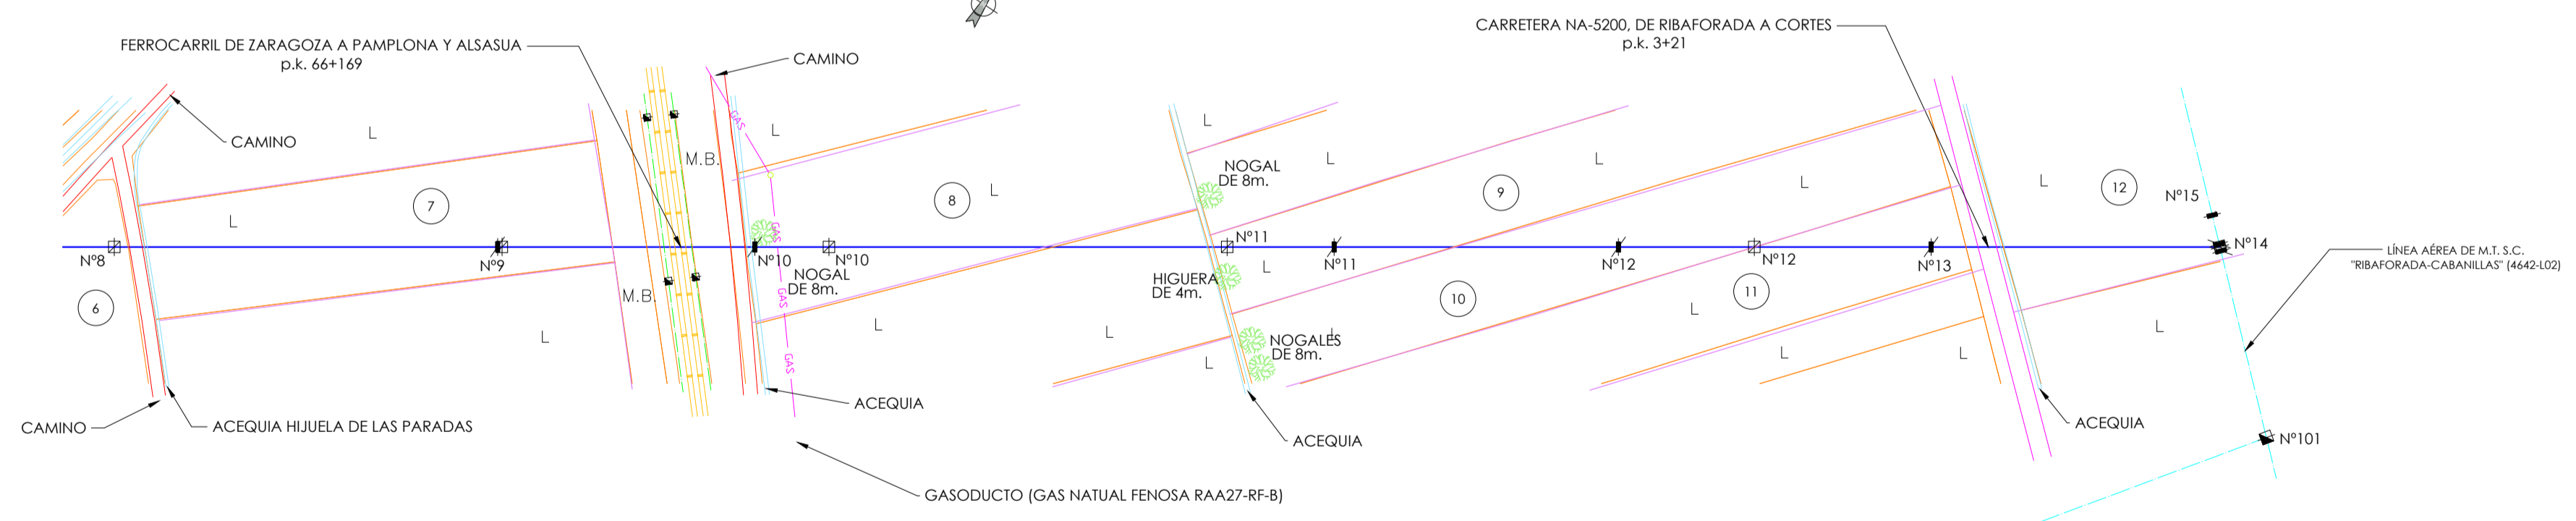 FERROCARRIL DE ZARAGOZA A PAMPLONA Y ALSASUA
p.k. 66+169
CAMINO
CARRETERA NA-5200, DE RIBAFORADA A CORTES
p.k. 3+21
CAMINO
L
L
7
M.B.
GAS
L
8
L
L
NOGAL
DE 8m.
L
9
L
L
L
12
Nº15
Nº8
Nº9
Nº10
GAS
Nº10
NOGAL
DE 8m.
GAS
Nº11
L
Nº11
Nº12
Nº12
Nº13
Nº14
LÍNEA AÉREA DE M.T. S.C.
"RIBAFORADA-CABANILLAS" (4642-L02)
6
M.B.
L
L
L
HIGUERA
DE 4m.
10
11
L
L
L
NOGALES
DE 8m.
L
L
L
L
GAS
CAMINO
ACEQUIA HIJUELA DE LAS PARADAS
ACEQUIA
ACEQUIA
ACEQUIA
Nº101
GASODUCTO (GAS NATUAL FENOSA RAA27-RF-B)